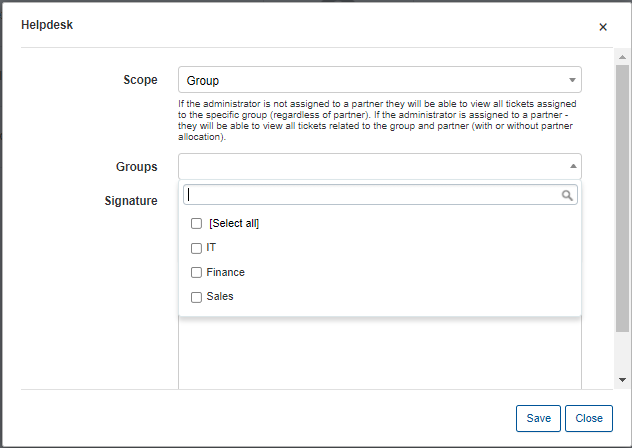 Helpdesk
×
Scope
Group
If the administrator is not assigned to a partner they will be able to view all tickets assigned
to the specific group (regardless of partner). If the administrator is assigned to a partner -
they will be able to view all tickets related to the group and partner (with or without partner
allocation).
Groups
Signature
[Select all]
IT
Finance
Sales
Save Close